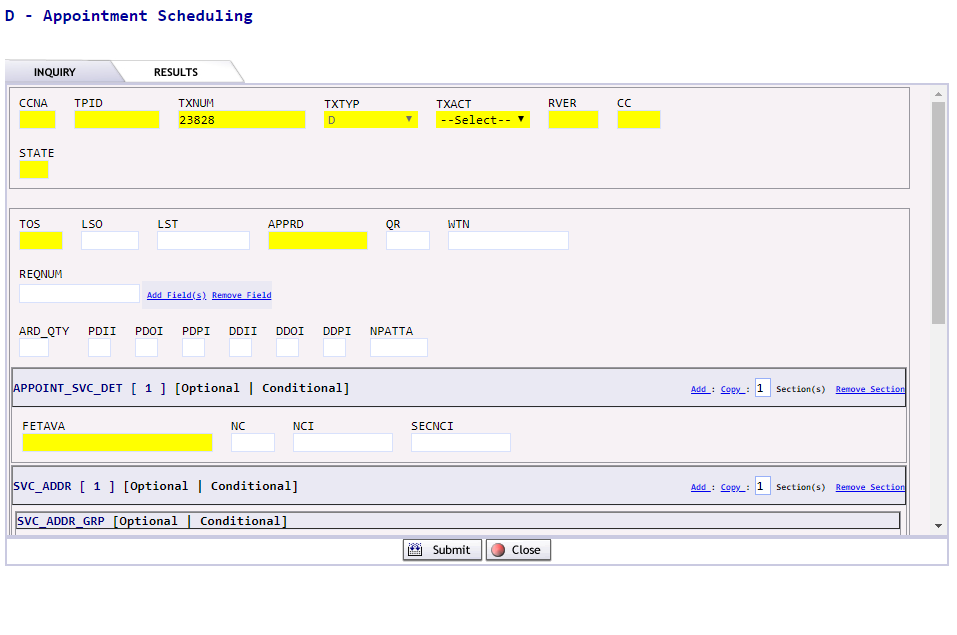 D - Appointment Scheduling
INQUIRY RESULTS
CCNA TPID TXNUM TXTYP TXACT RVER CC
23828 D --Select--
STATE
TOS LSO LST APPRD QR WTN
REQNUM
Add Field(s) Remove Field
ARD_QTY PDII PDOI PDPI DDII DDOI DDPI NPATTA
APPOINT_SVC_DET [ 1 ] [Optional | Conditional] Add : Copy : 1 Section(s) Remove Section
FETAVA NC NCI SECNCI
SVC_ADDR [ 1 ] [Optional | Conditional] Add : Copy : 1 Section(s) Remove Section
SVC_ADDR_GRP [Optional | Conditional]
Submit Close